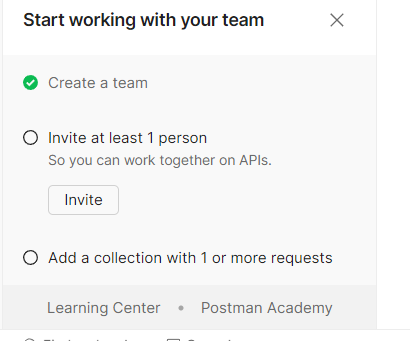 Start working with your team
Create a team
Invite at least 1 person
So you can work together on APIs.
Invite
Add a collection with 1 or more requests
Learning Center • Postman Academy